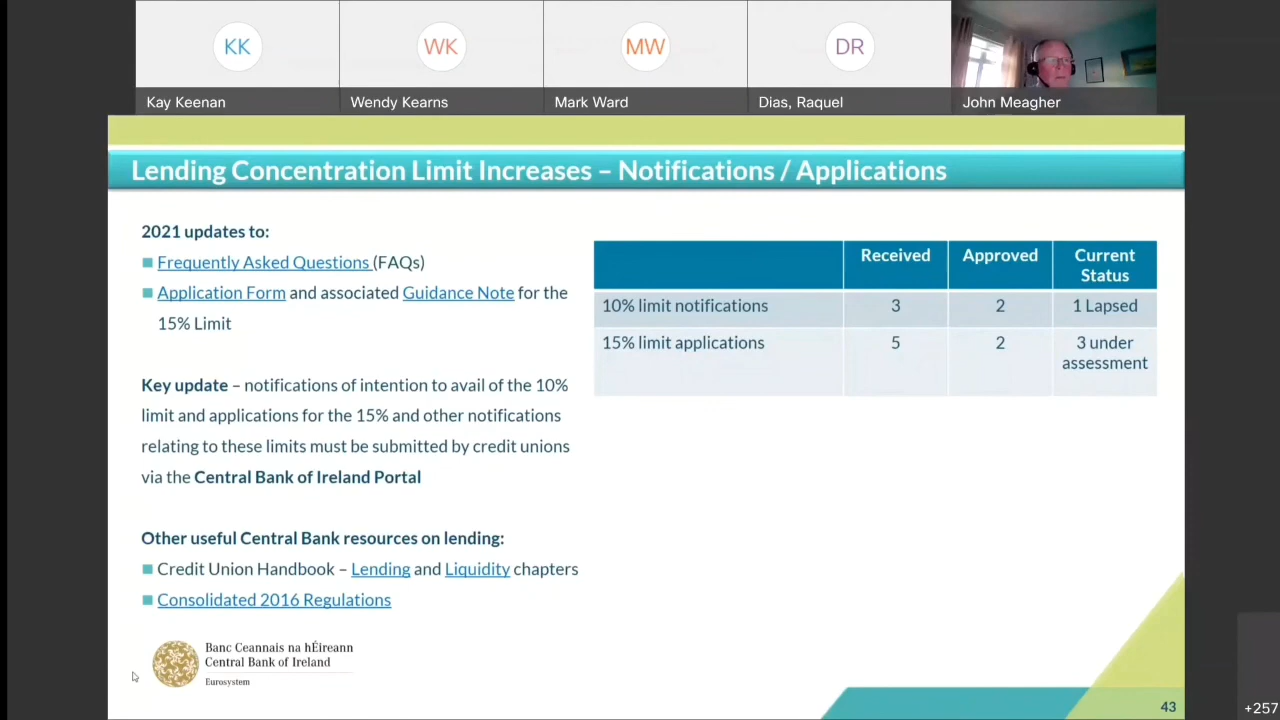 KK
WK
MW
DR
Kay Keenan
Wendy Kearns
Mark Ward
Dias, Raquel
John Meagher
Lending Concentration Limit Increases – Notifications / Applications
2021 updates to:
Frequently Asked Questions (FAQs)
Application Form and associated Guidance Note for the
15% Limit
Key update – notifications of intention to avail of the 10%
limit and applications for the 15% and other notifications
relating to these limits must be submitted by credit unions
via the Central Bank of Ireland Portal
Other useful Central Bank resources on lending:
Credit Union Handbook – Lending and Liquidity chapters
Consolidated 2016 Regulations
Received Approved Current
Status
10% limit notifications 3 2 1 Lapsed
15% limit applications 5 2 3 under
assessment
Banc Ceannais na hÉireann
Central Bank of Ireland
Eurosystem
43
+257